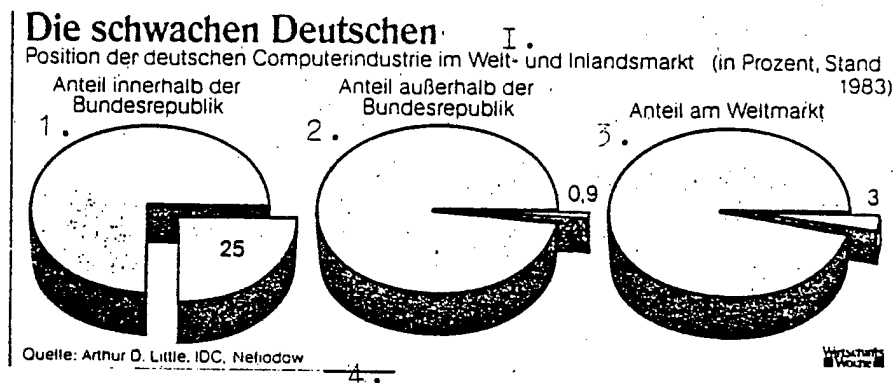 Die schwachen Deutschen
I.
Position der deutschen Computerindustrie im Welt- und Inlandsmarkt (in Prozent, Stand 1983)
Anteil innerhalb der
Bundesrepublik
1.
25
Anteil außerhalb der
Bundesrepublik
2.
0,9
Anteil am Weltmarkt
3.
3
Quelle: Arthur D. Little, IDC, Nefiodow
4.
Wirtschafts
Woche